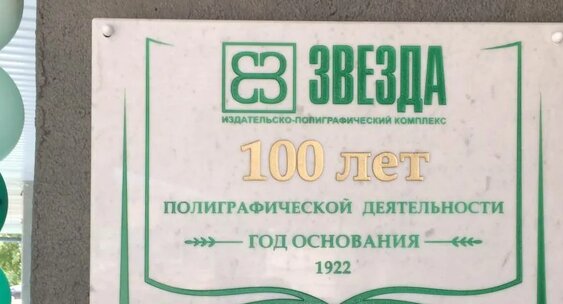 ЗВЕЗДА
ИЗДАТЕЛЬСКО-ПОЛИГРАФИЧЕСКИЙ КОМПЛЕКС
100 лет
ПОЛИГРАФИЧЕСКОЙ ДЕЯТЕЛЬНОСТИ
ГОД ОСНОВАНИЯ
1922